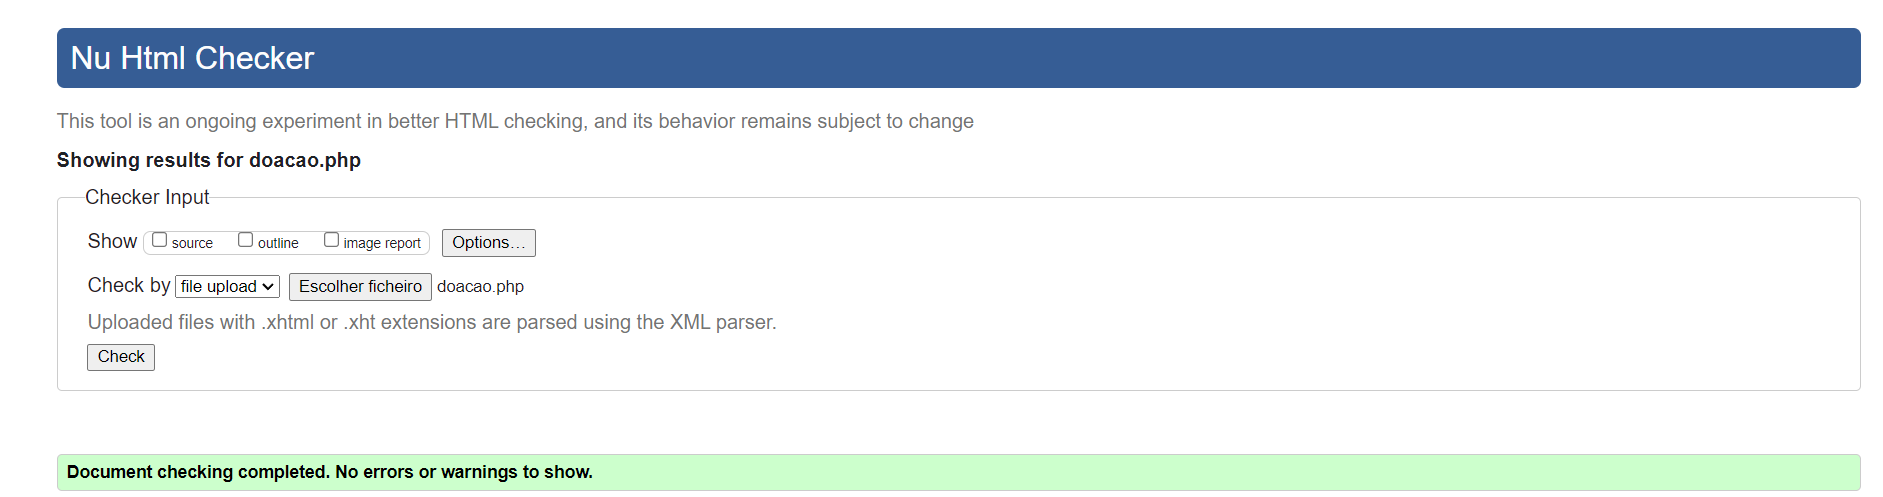 Nu Html Checker
This tool is an ongoing experiment in better HTML checking, and its behavior remains subject to change
Showing results for doacao.php
Checker Input
Show source outline image report Options...
Check by file upload Escolher ficheiro doacao.php
Uploaded files with .xhtml or .xht extensions are parsed using the XML parser.
Check
Document checking completed. No errors or warnings to show.